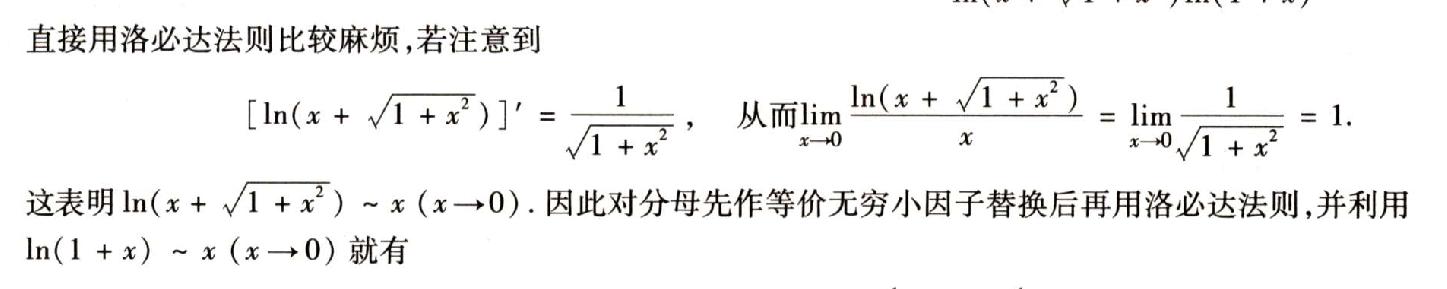 直接用洛必达法则比较麻烦,若注意到
[ln(x + √(1 + x²))]′ = 1/√(1 + x²), 从而lim_{x→0} ln(x + √(1 + x²))/x = lim_{x→0} 1/√(1 + x²) = 1.
这表明 ln(x + √(1 + x²)) ~ x (x→0). 因此对分母先作等价无穷小因子替换后再用洛必达法则,并利用
ln(1 + x) ~ x (x→0) 就有